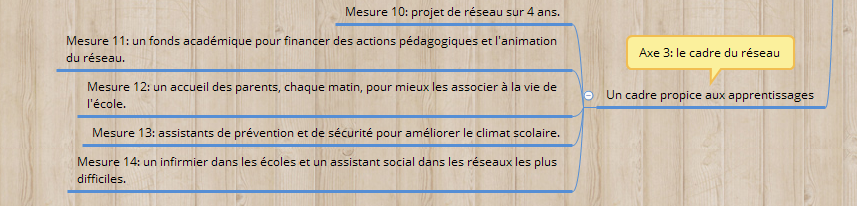 Mesure 10: projet de réseau sur 4 ans.
Mesure 11: un fonds académique pour financer des actions pédagogiques et l'animation
du réseau.
Mesure 12: un accueil des parents, chaque matin, pour mieux les associer à la vie de
l'école.
Mesure 13: assistants de prévention et de sécurité pour améliorer le climat scolaire.
Mesure 14: un infirmier dans les écoles et un assistant social dans les réseaux les plus
difficiles.
Axe 3: le cadre du réseau
Un cadre propice aux apprentissages